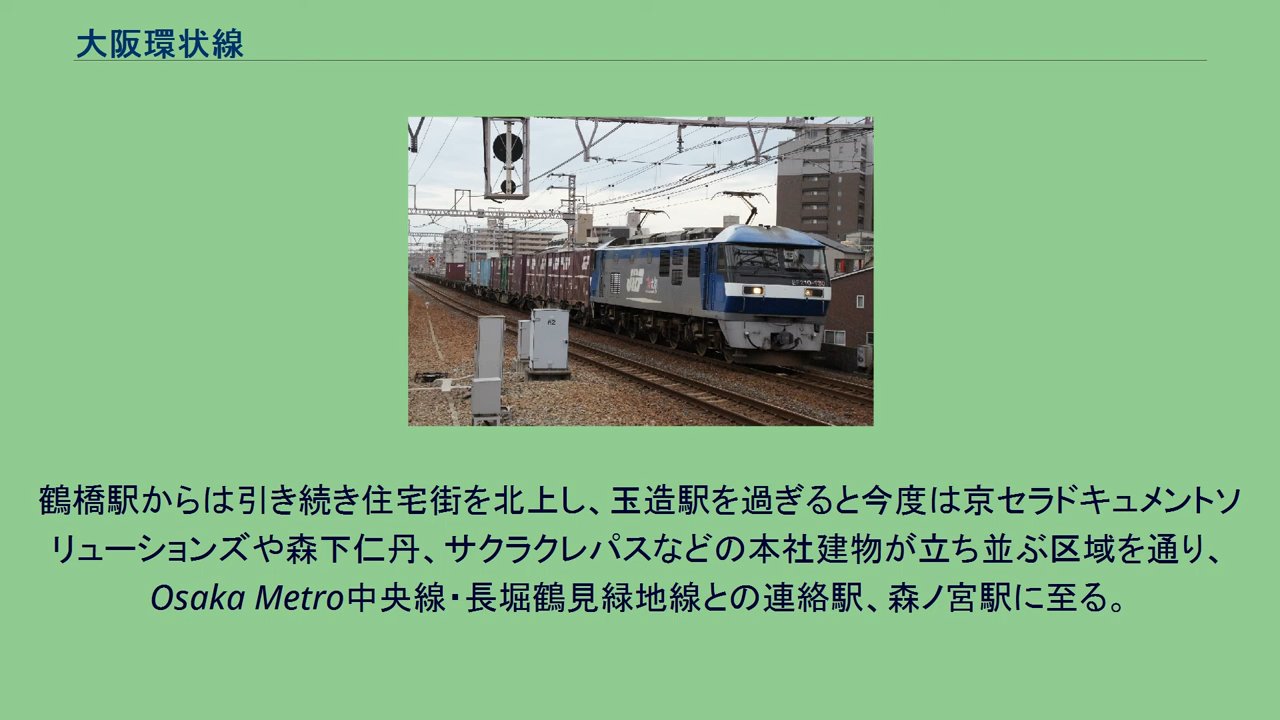 大阪環状線
EF210-136
K2
鶴橋駅からは引き続き住宅街を北上し、玉造駅を過ぎると今度は京セラドキュメントソ
リューションズや森下仁丹、サクラクレパスなどの本社建物が立ち並ぶ区域を通り、
Osaka Metro中央線・長堀鶴見緑地線との連絡駅、森ノ宮駅に至る。